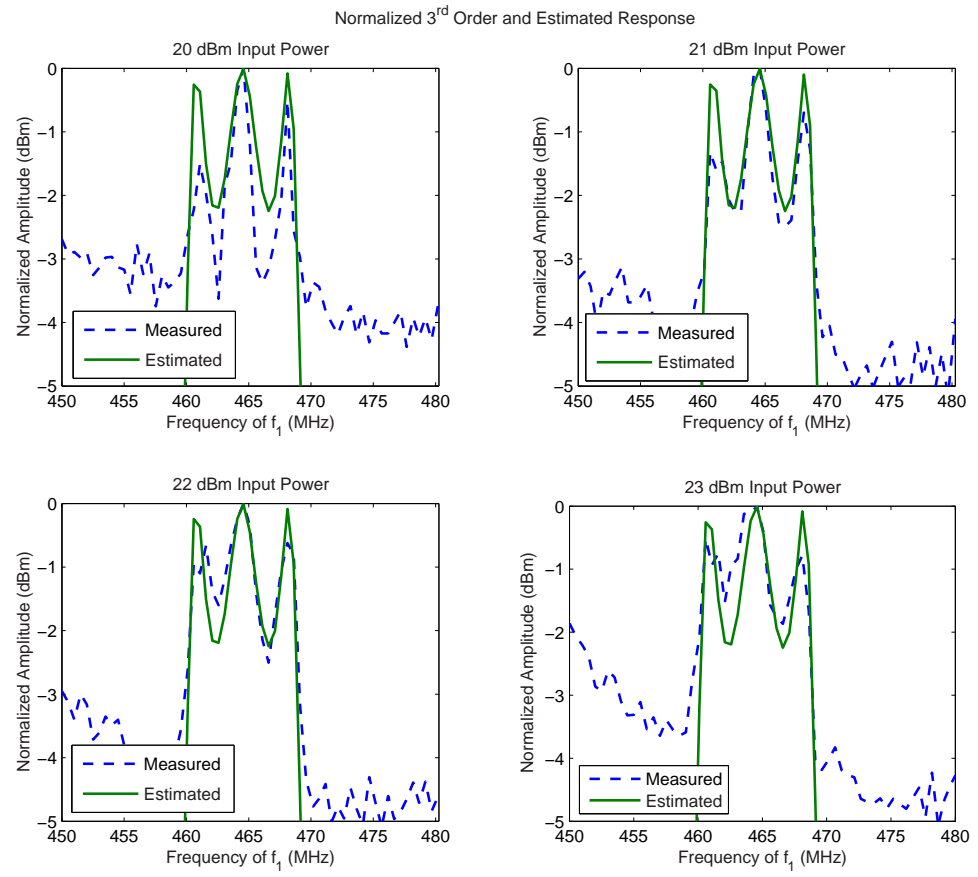 Normalized 3rd Order and Estimated Response
20 dBm Input Power
0
−1
−2
−3
−4
−5
Normalized Amplitude (dBm)
Measured
Estimated
450 455 460 465 470 475 480
Frequency of f1 (MHz)
21 dBm Input Power
0
−1
−2
−3
−4
−5
Normalized Amplitude (dBm)
Measured
Estimated
450 455 460 465 470 475 480
Frequency of f1 (MHz)
22 dBm Input Power
0
−1
−2
−3
−4
−5
Normalized Amplitude (dBm)
Measured
Estimated
450 455 460 465 470 475 480
Frequency of f1 (MHz)
23 dBm Input Power
0
−1
−2
−3
−4
−5
Normalized Amplitude (dBm)
Measured
Estimated
450 455 460 465 470 475 480
Frequency of f1 (MHz)